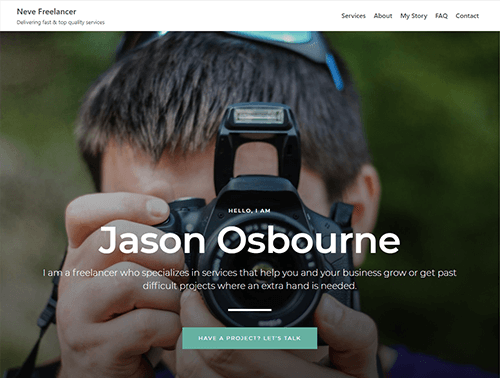 Neve Freelancer
Delivering fast & top quality services
Services About My Story FAQ Contact
HELLO, I AM
Jason Osbourne
I am a freelancer who specializes in services that help you and your business grow or get past
difficult projects where an extra hand is needed.
HAVE A PROJECT? LET'S TALK